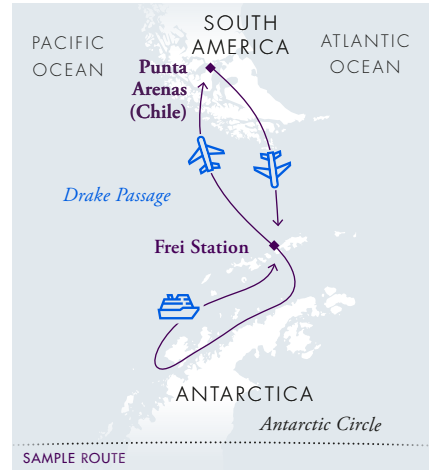 SOUTH
AMERICA
PACIFIC
OCEAN
ATLANTIC
OCEAN
Punta
Arenas
(Chile)
Drake Passage
Frei Station
ANTARCTICA
Antarctic Circle
SAMPLE ROUTE